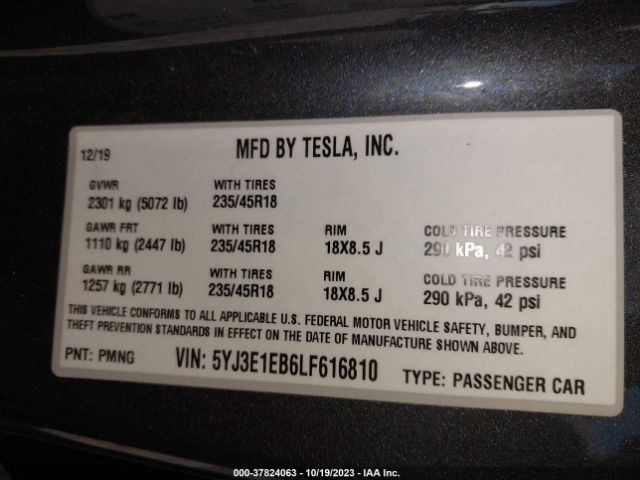 12/19 MFD BY TESLA, INC.
GVWR WITH TIRES
2301 kg (5072 lb) 235/45R18
GAWR FRT WITH TIRES RIM COLD TIRE PRESSURE
1110 kg (2447 lb) 235/45R18 18X8.5 J 290 kPa, 42 psi
GAWR RR WITH TIRES RIM COLD TIRE PRESSURE
1257 kg (2771 lb) 235/45R18 18X8.5 J 290 kPa, 42 psi
THIS VEHICLE CONFORMS TO ALL APPLICABLE U.S. FEDERAL MOTOR VEHICLE SAFETY, BUMPER, AND
THEFT PREVENTION STANDARDS IN EFFECT ON THE DATE OF MANUFACTURE SHOWN ABOVE.
PNT: PMNG VIN: 5YJ3E1EB6LF616810 TYPE: PASSENGER CAR
000-37824063 - 10/19/2023 - IAA Inc.